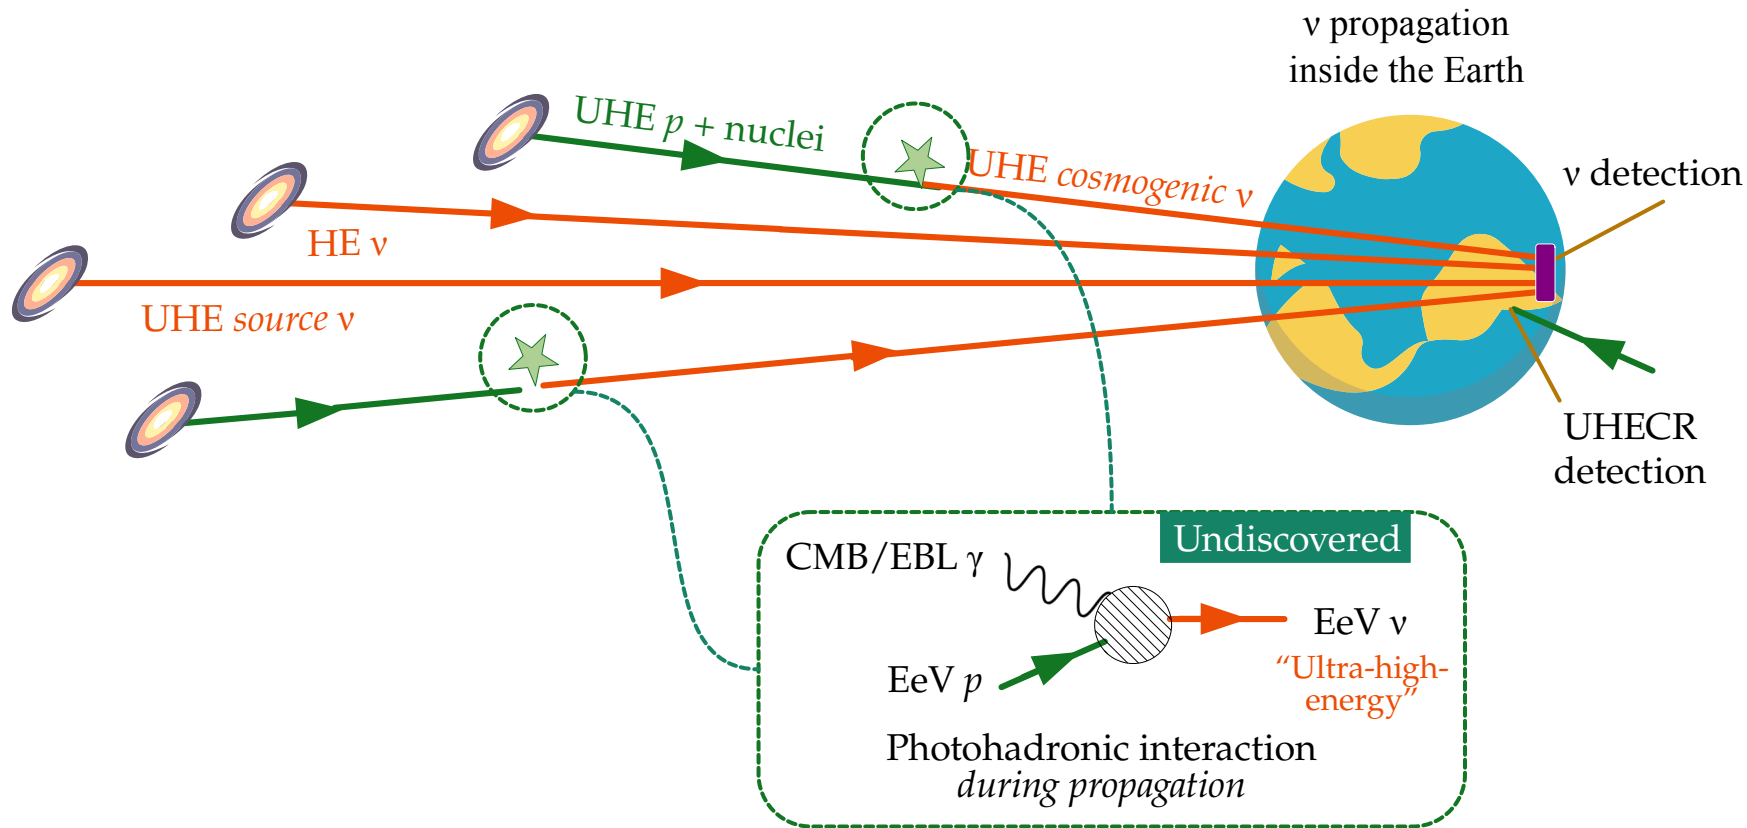 ν propagation
inside the Earth
UHE p + nuclei
UHE cosmogenic ν
ν detection
HE ν
UHE source ν
UHECR
detection
Undiscovered
CMB/EBL γ
EeV ν
EeV p
“Ultra-high-
energy”
Photohadronic interaction
during propagation